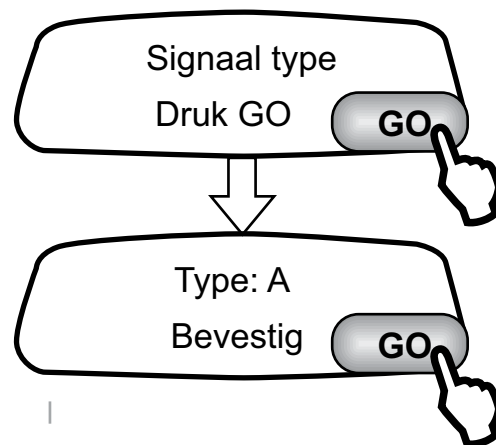 Signaal type
Druk GO
GO
Type: A
Bevestig
GO